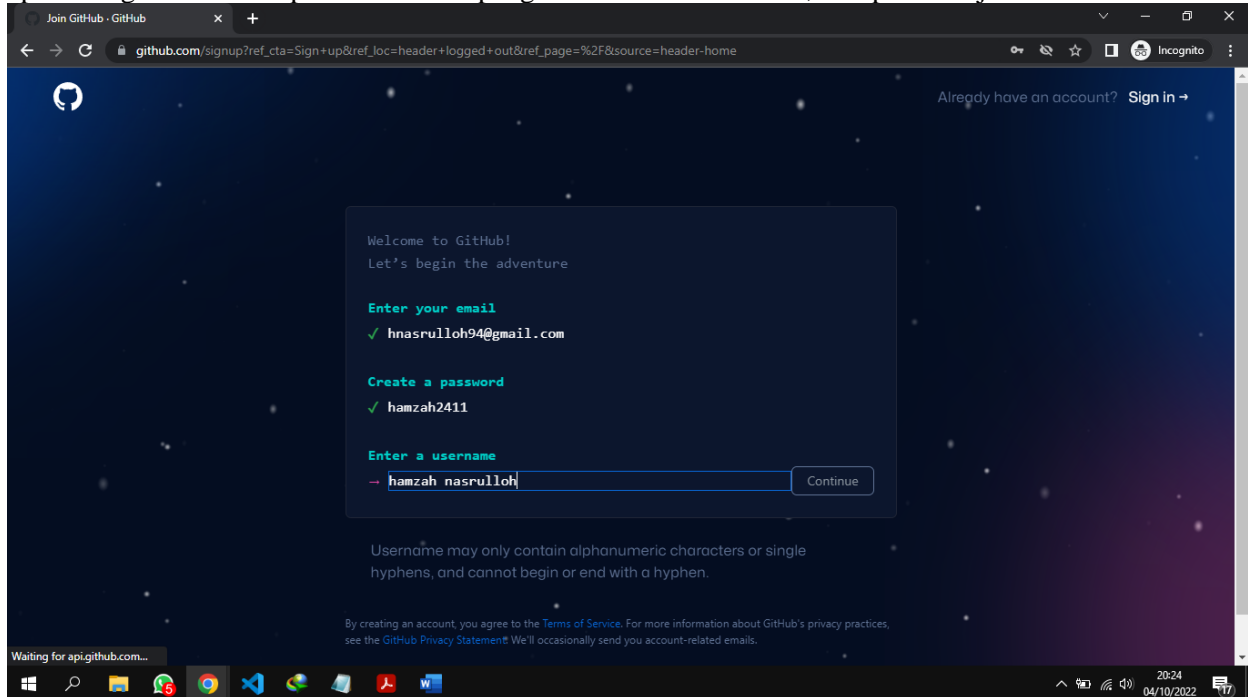 Join GitHub · GitHub
github.com/signup?ref_cta=Sign+up&ref_loc=header+logged+out&ref_page=%2F&source=header-home
Incognito
Already have an account? Sign in →
Welcome to GitHub!
Let's begin the adventure
Enter your email
✓ hnasrulloh94@gmail.com
Create a password
✓ hamzah2411
Enter a username
→ hamzah nasrulloh
Continue
Username may only contain alphanumeric characters or single
hyphens, and cannot begin or end with a hyphen.
By creating an account, you agree to the Terms of Service. For more information about GitHub's privacy practices,
see the GitHub Privacy Statement. We'll occasionally send you account-related emails.
Waiting for api.github.com...
6
20:24
04/10/2022
17